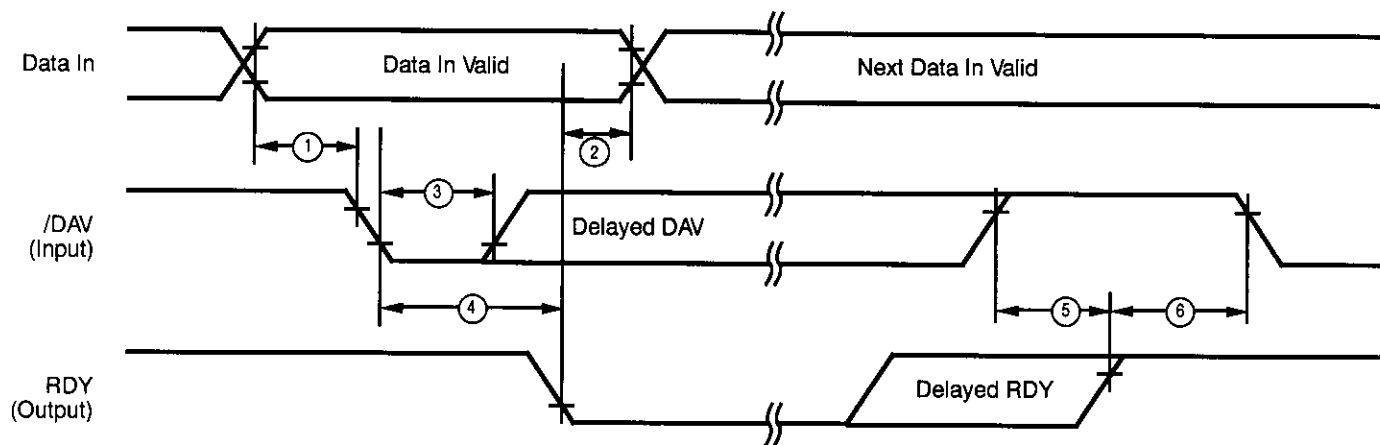 Data In
Data In Valid
Next Data In Valid
1
2
3
/DAV
(Input)
Delayed DAV
4
5
6
RDY
(Output)
Delayed RDY